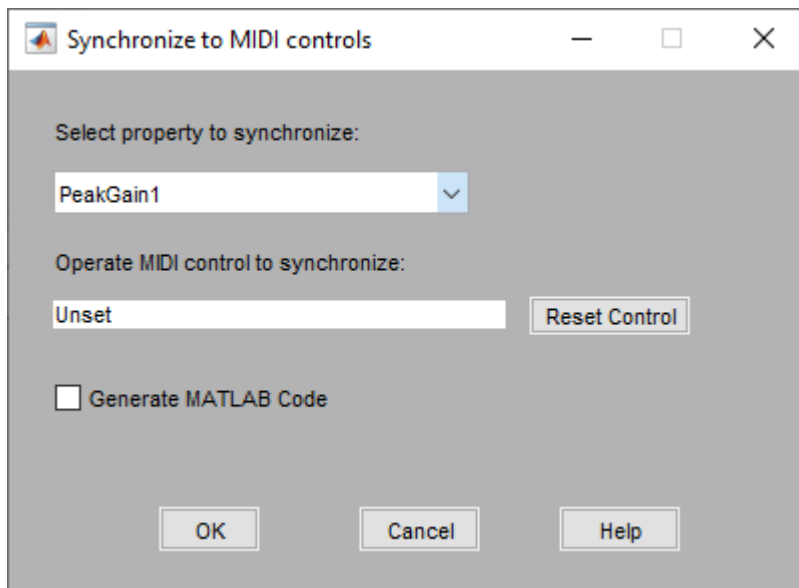 Synchronize to MIDI controls
Select property to synchronize:
PeakGain1
Operate MIDI control to synchronize:
Unset
Reset Control
Generate MATLAB Code
OK
Cancel
Help